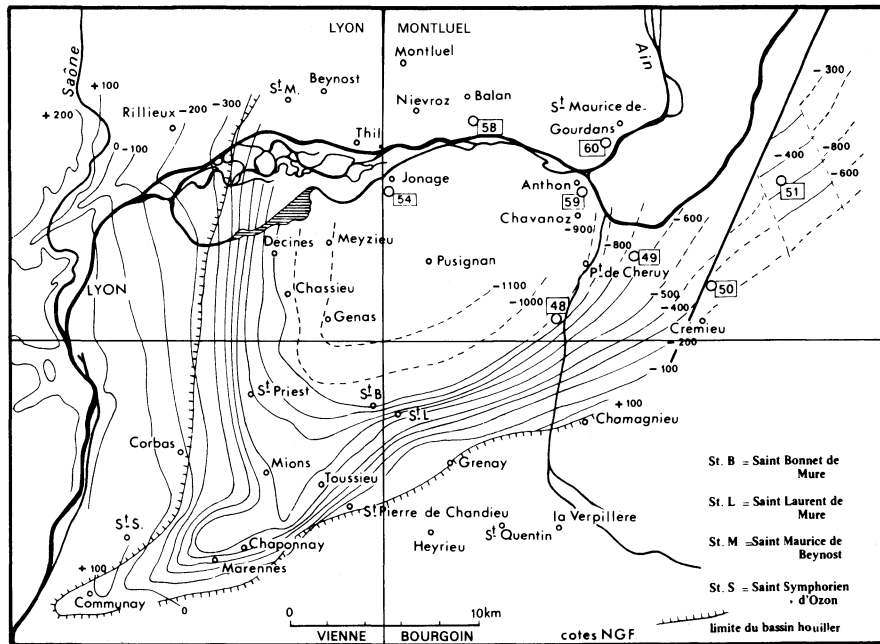 LYON MONTLUEL
Saône
Ain
+100
+200
0
-100
-200
-300
Rillieux
St M.
Beynost
Montluel
Nievroz
Balan
58
Thil
St Maurice de-
Gourdans
60
-300
-400
-800
-600
51
Jonage
54
Anthon
59
Chavanoz
-900
-800
-600
Decines
Meyzieu
Pusignan
Pt de Cheruy
49
50
LYON
Chassieu
Genas
-1100
-1000
48
-500
-400
Cremieu
-200
-100
+100
St Priest
St B
St L
Chamagnieu
Corbas
Mions
Toussieu
Grenay
St Pierre de Chandieu
Heyrieu
St Quentin
la Verpillère
St S.
Chaponnay
Marennes
+100
Communay
0
0 10km
VIENNE BOURGOIN
cotes NGF
St. B = Saint Bonnet de
Mure
St. L = Saint Laurent de
Mure
St. M = Saint Maurice de
Beynost
St. S = Saint Symphorien
d'Ozon
limite du bassin houiller